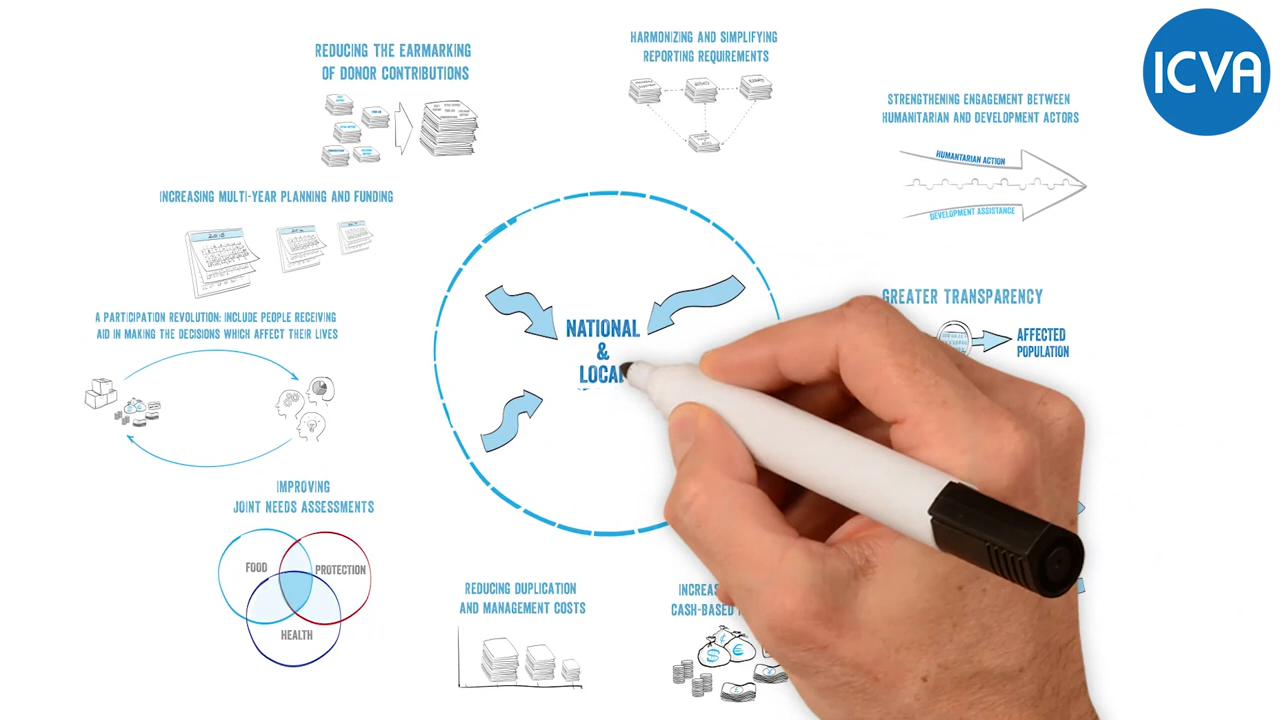 REDUCING THE EARMARKING
OF DONOR CONTRIBUTIONS
HARMONIZING AND SIMPLIFYING
REPORTING REQUIREMENTS
ICVA
STRENGTHENING ENGAGEMENT BETWEEN
HUMANITARIAN AND DEVELOPMENT ACTORS
HUMANITARIAN ACTION
DEVELOPMENT ASSISTANCE
INCREASING MULTI-YEAR PLANNING AND FUNDING
A PARTICIPATION REVOLUTION: INCLUDE PEOPLE RECEIVING
AID IN MAKING THE DECISIONS WHICH AFFECT THEIR LIVES
NATIONAL
&
LOCAL
GREATER TRANSPARENCY
AFFECTED
POPULATION
IMPROVING
JOINT NEEDS ASSESSMENTS
FOOD
PROTECTION
HEALTH
REDUCING DUPLICATION
AND MANAGEMENT COSTS
CASH-BASED
$
€